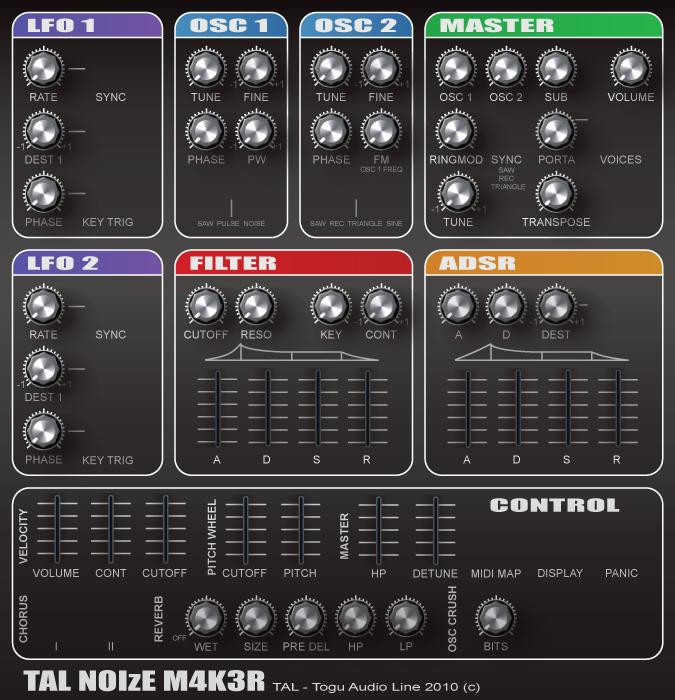 LFO 1
RATE SYNC
-1 +1
DEST 1
PHASE KEY TRIG
OSC 1
-1 +1
TUNE FINE
PHASE PW
SAW PULSE NOISE
OSC 2
-1 +1
TUNE FINE
PHASE FM
OSC 1 FREQ
SAW REC TRIANGLE SINE
MASTER
OSC 1 OSC 2 SUB VOLUME
RINGMOD SYNC PORTA VOICES
SAW
REC
TRIANGLE
-1 +1
TUNE TRANSPOSE
LFO 2
RATE SYNC
-1 +1
DEST 1
PHASE KEY TRIG
FILTER
-1 +1
CUTOFF RESO KEY CONT
A D S R
ADSR
-1 +1
A D DEST
A D S R
CONTROL
VELOCITY
VOLUME CONT CUTOFF
PITCH WHEEL
CUTOFF PITCH
MASTER
HP DETUNE MIDI MAP DISPLAY PANIC
CHORUS
I II
REVERB
OFF
WET SIZE PRE DEL HP LP
OSC CRUSH
BITS
TAL NOIzE M4K3R TAL - Togu Audio Line 2010 (c)